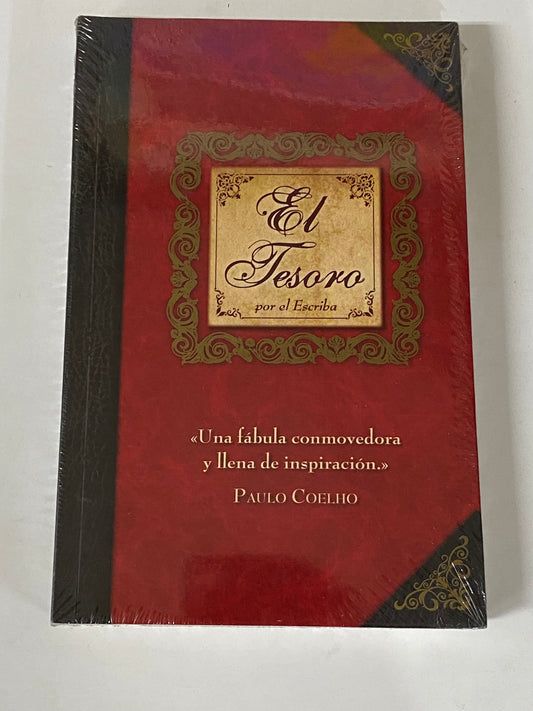 El
Tesoro
por el Escriba
«Una fábula conmovedora
y llena de inspiración.»
PAULO COELHO